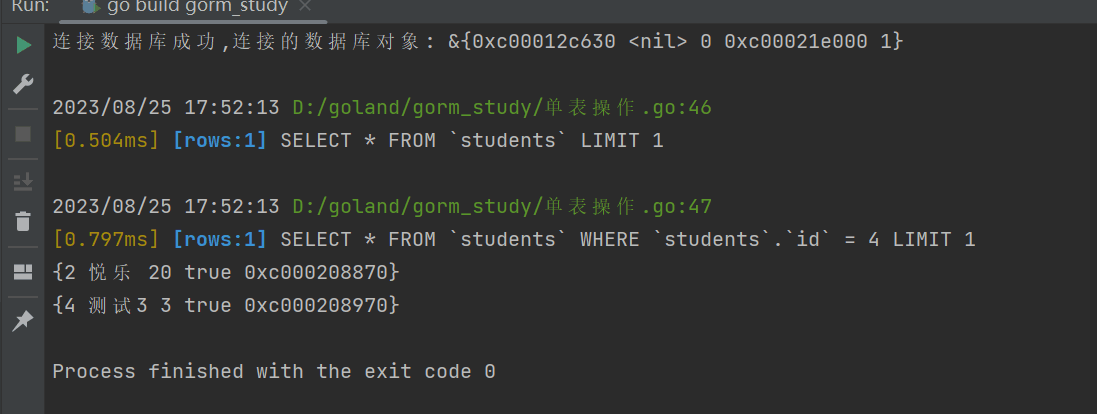 Run: go build gorm_study ×
连接数据库成功,连接的数据库对象: &{0xc00012c630 <nil> 0 0xc00021e000 1}
2023/08/25 17:52:13 D:/goland/gorm_study/单表操作.go:46
[0.504ms] [rows:1] SELECT * FROM `students` LIMIT 1
2023/08/25 17:52:13 D:/goland/gorm_study/单表操作.go:47
[0.797ms] [rows:1] SELECT * FROM `students` WHERE `students`.`id` = 4 LIMIT 1
{2 悦乐 20 true 0xc000208870}
{4 测试3 3 true 0xc000208970}
Process finished with the exit code 0